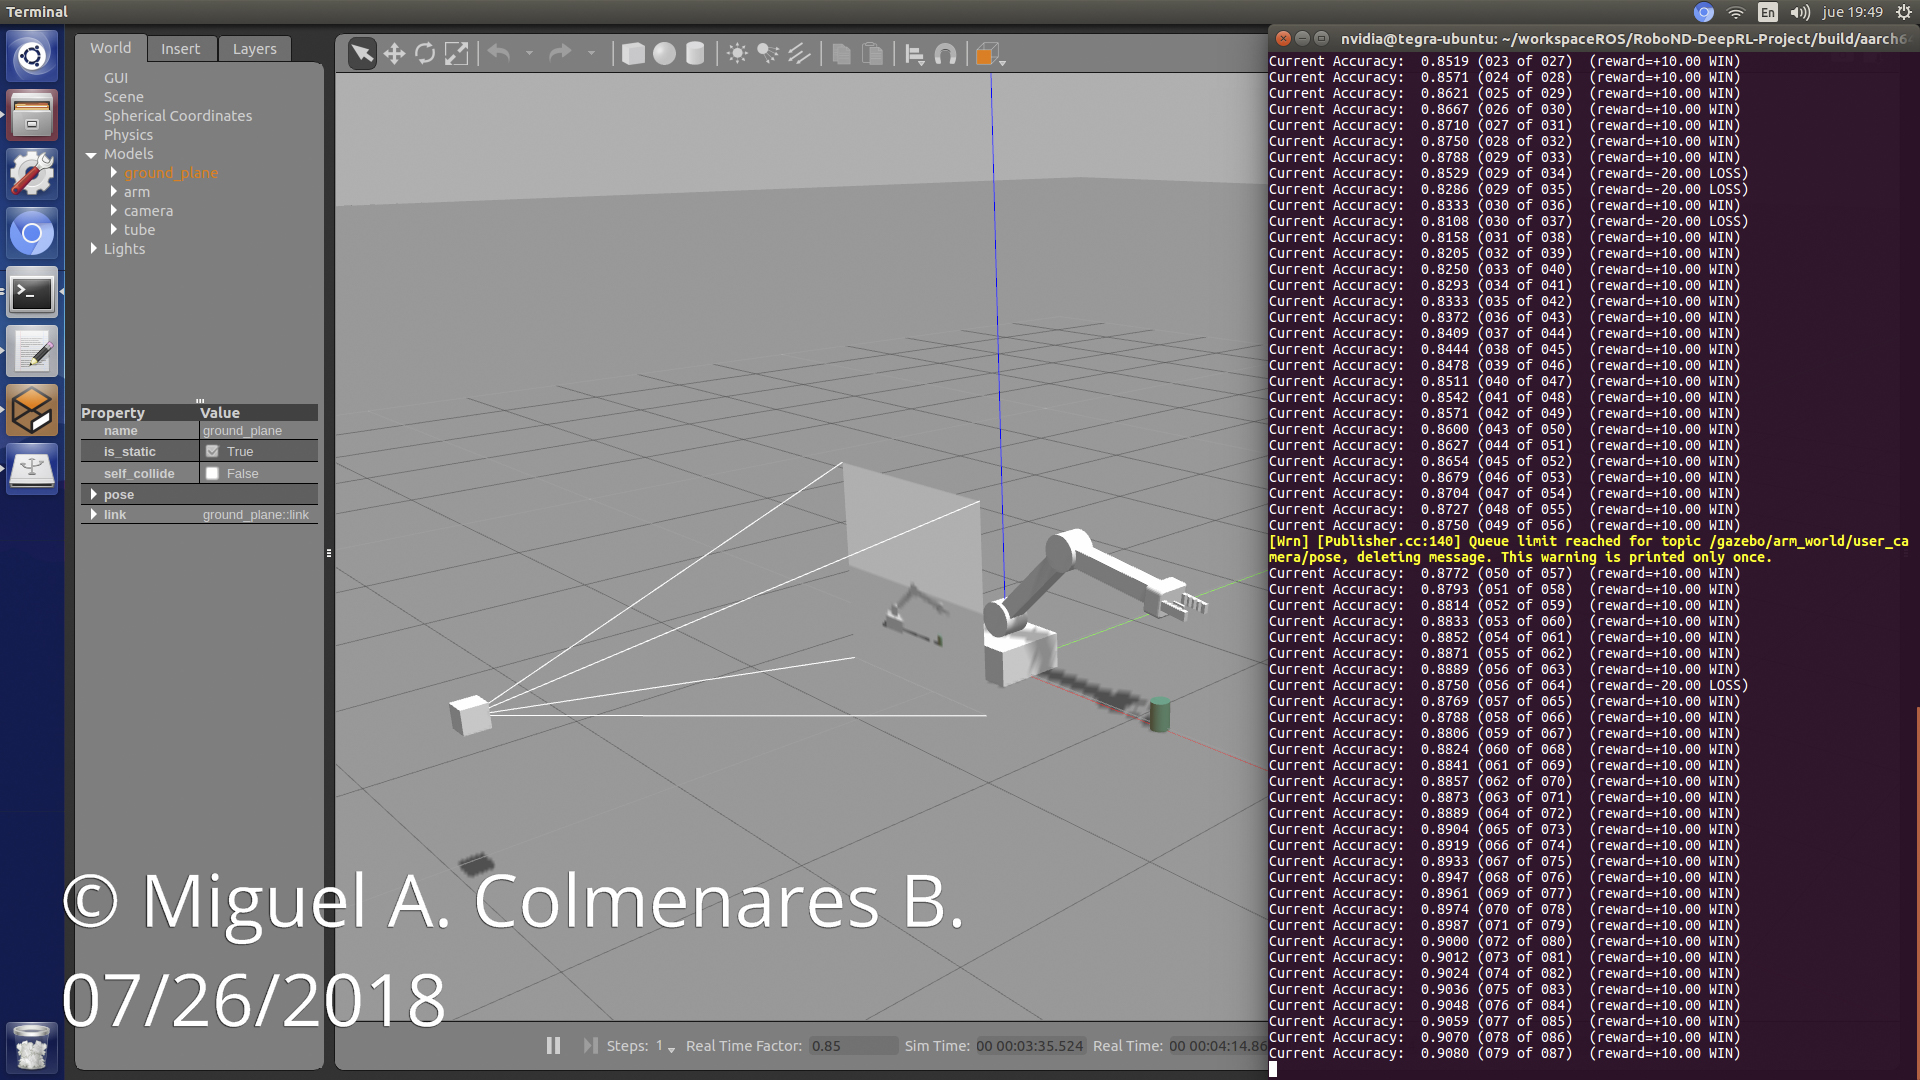 Terminal
En
jue 19:49
World
Insert
Layers
GUI
Scene
Spherical Coordinates
Physics
Models
ground_plane
arm
camera
tube
Lights
Property Value
name ground_plane
is_static True
self_collide False
pose
link ground_plane::link
Steps: 1 Real Time Factor: 0.85 Sim Time: 00 00:03:35.524 Real Time: 00 00:04:14.86
nvidia@tegra-ubuntu: ~/workspaceROS/RoboND-DeepRL-Project/build/aarch6
Current Accuracy: 0.8519 (023 of 027) (reward=+10.00 WIN)
Current Accuracy: 0.8571 (024 of 028) (reward=+10.00 WIN)
Current Accuracy: 0.8621 (025 of 029) (reward=+10.00 WIN)
Current Accuracy: 0.8667 (026 of 030) (reward=+10.00 WIN)
Current Accuracy: 0.8710 (027 of 031) (reward=+10.00 WIN)
Current Accuracy: 0.8750 (028 of 032) (reward=+10.00 WIN)
Current Accuracy: 0.8788 (029 of 033) (reward=+10.00 WIN)
Current Accuracy: 0.8529 (029 of 034) (reward=-20.00 LOSS)
Current Accuracy: 0.8286 (029 of 035) (reward=-20.00 LOSS)
Current Accuracy: 0.8333 (030 of 036) (reward=+10.00 WIN)
Current Accuracy: 0.8108 (030 of 037) (reward=-20.00 LOSS)
Current Accuracy: 0.8158 (031 of 038) (reward=+10.00 WIN)
Current Accuracy: 0.8205 (032 of 039) (reward=+10.00 WIN)
Current Accuracy: 0.8250 (033 of 040) (reward=+10.00 WIN)
Current Accuracy: 0.8293 (034 of 041) (reward=+10.00 WIN)
Current Accuracy: 0.8333 (035 of 042) (reward=+10.00 WIN)
Current Accuracy: 0.8372 (036 of 043) (reward=+10.00 WIN)
Current Accuracy: 0.8409 (037 of 044) (reward=+10.00 WIN)
Current Accuracy: 0.8444 (038 of 045) (reward=+10.00 WIN)
Current Accuracy: 0.8478 (039 of 046) (reward=+10.00 WIN)
Current Accuracy: 0.8511 (040 of 047) (reward=+10.00 WIN)
Current Accuracy: 0.8542 (041 of 048) (reward=+10.00 WIN)
Current Accuracy: 0.8571 (042 of 049) (reward=+10.00 WIN)
Current Accuracy: 0.8600 (043 of 050) (reward=+10.00 WIN)
Current Accuracy: 0.8627 (044 of 051) (reward=+10.00 WIN)
Current Accuracy: 0.8654 (045 of 052) (reward=+10.00 WIN)
Current Accuracy: 0.8679 (046 of 053) (reward=+10.00 WIN)
Current Accuracy: 0.8704 (047 of 054) (reward=+10.00 WIN)
Current Accuracy: 0.8727 (048 of 055) (reward=+10.00 WIN)
Current Accuracy: 0.8750 (049 of 056) (reward=+10.00 WIN)
[Wrn] [Publisher.cc:140] Queue limit reached for topic /gazebo/arm_world/user_ca
mera/pose, deleting message. This warning is printed only once.
Current Accuracy: 0.8772 (050 of 057) (reward=+10.00 WIN)
Current Accuracy: 0.8793 (051 of 058) (reward=+10.00 WIN)
Current Accuracy: 0.8814 (052 of 059) (reward=+10.00 WIN)
Current Accuracy: 0.8833 (053 of 060) (reward=+10.00 WIN)
Current Accuracy: 0.8852 (054 of 061) (reward=+10.00 WIN)
Current Accuracy: 0.8871 (055 of 062) (reward=+10.00 WIN)
Current Accuracy: 0.8889 (056 of 063) (reward=+10.00 WIN)
Current Accuracy: 0.8750 (056 of 064) (reward=-20.00 LOSS)
Current Accuracy: 0.8769 (057 of 065) (reward=+10.00 WIN)
Current Accuracy: 0.8788 (058 of 066) (reward=+10.00 WIN)
Current Accuracy: 0.8806 (059 of 067) (reward=+10.00 WIN)
Current Accuracy: 0.8824 (060 of 068) (reward=+10.00 WIN)
Current Accuracy: 0.8841 (061 of 069) (reward=+10.00 WIN)
Current Accuracy: 0.8857 (062 of 070) (reward=+10.00 WIN)
Current Accuracy: 0.8873 (063 of 071) (reward=+10.00 WIN)
Current Accuracy: 0.8889 (064 of 072) (reward=+10.00 WIN)
Current Accuracy: 0.8904 (065 of 073) (reward=+10.00 WIN)
Current Accuracy: 0.8919 (066 of 074) (reward=+10.00 WIN)
Current Accuracy: 0.8933 (067 of 075) (reward=+10.00 WIN)
Current Accuracy: 0.8947 (068 of 076) (reward=+10.00 WIN)
Current Accuracy: 0.8961 (069 of 077) (reward=+10.00 WIN)
Current Accuracy: 0.8974 (070 of 078) (reward=+10.00 WIN)
Current Accuracy: 0.8987 (071 of 079) (reward=+10.00 WIN)
Current Accuracy: 0.9000 (072 of 080) (reward=+10.00 WIN)
Current Accuracy: 0.9012 (073 of 081) (reward=+10.00 WIN)
Current Accuracy: 0.9024 (074 of 082) (reward=+10.00 WIN)
Current Accuracy: 0.9036 (075 of 083) (reward=+10.00 WIN)
Current Accuracy: 0.9048 (076 of 084) (reward=+10.00 WIN)
Current Accuracy: 0.9059 (077 of 085) (reward=+10.00 WIN)
Current Accuracy: 0.9070 (078 of 086) (reward=+10.00 WIN)
Current Accuracy: 0.9080 (079 of 087) (reward=+10.00 WIN)
© Miguel A. Colmenares B.
07/26/2018